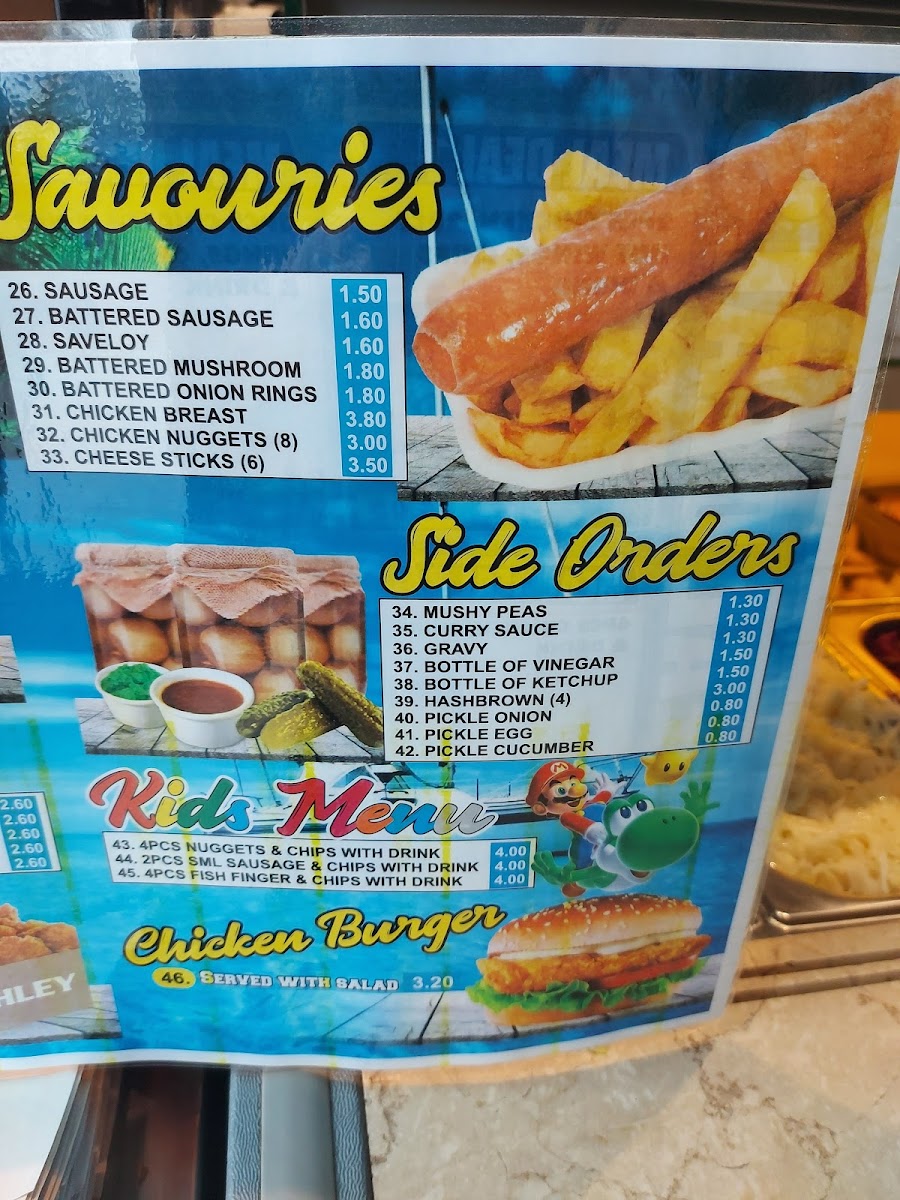 Savouries
26. SAUSAGE 1.50
27. BATTERED SAUSAGE 1.60
28. SAVELOY 1.60
29. BATTERED MUSHROOM 1.80
30. BATTERED ONION RINGS 1.80
31. CHICKEN BREAST 3.80
32. CHICKEN NUGGETS (8) 3.00
33. CHEESE STICKS (6) 3.50
Side Orders
34. MUSHY PEAS 1.30
35. CURRY SAUCE 1.30
36. GRAVY 1.30
37. BOTTLE OF VINEGAR 1.50
38. BOTTLE OF KETCHUP 1.50
39. HASHBROWN (4) 3.00
40. PICKLE ONION 0.80
41. PICKLE EGG 0.80
42. PICKLE CUCUMBER 0.80
2.60
2.60
2.60
2.60
2.60
Kids Menu
43. 4PCS NUGGETS & CHIPS WITH DRINK 4.00
44. 2PCS SML SAUSAGE & CHIPS WITH DRINK 4.00
45. 4PCS FISH FINGER & CHIPS WITH DRINK 4.00
Chicken Burger
46. SERVED WITH SALAD 3.20
HLEY
M